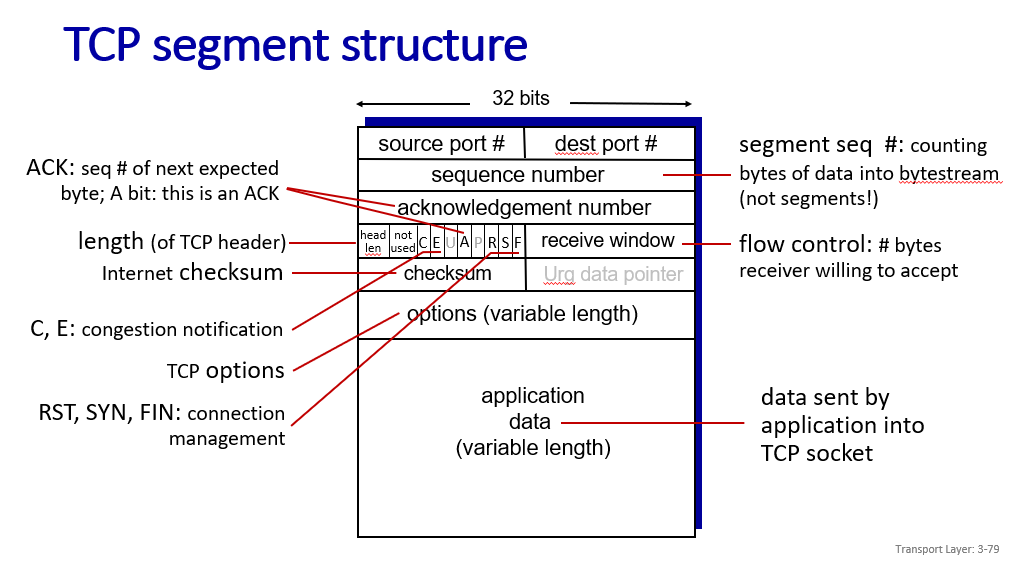 TCP segment structure
32 bits
source port #
dest port #
sequence number
acknowledgement number
head
len
not
used
C E U A P R S F
receive window
checksum
Urg data pointer
options (variable length)
application
data
(variable length)
ACK: seq # of next expected
byte; A bit: this is an ACK
length (of TCP header)
Internet checksum
C, E: congestion notification
TCP options
RST, SYN, FIN: connection
management
segment seq #: counting
bytes of data into bytestream
(not segments!)
flow control: # bytes
receiver willing to accept
data sent by
application into
TCP socket
Transport Layer: 3-79